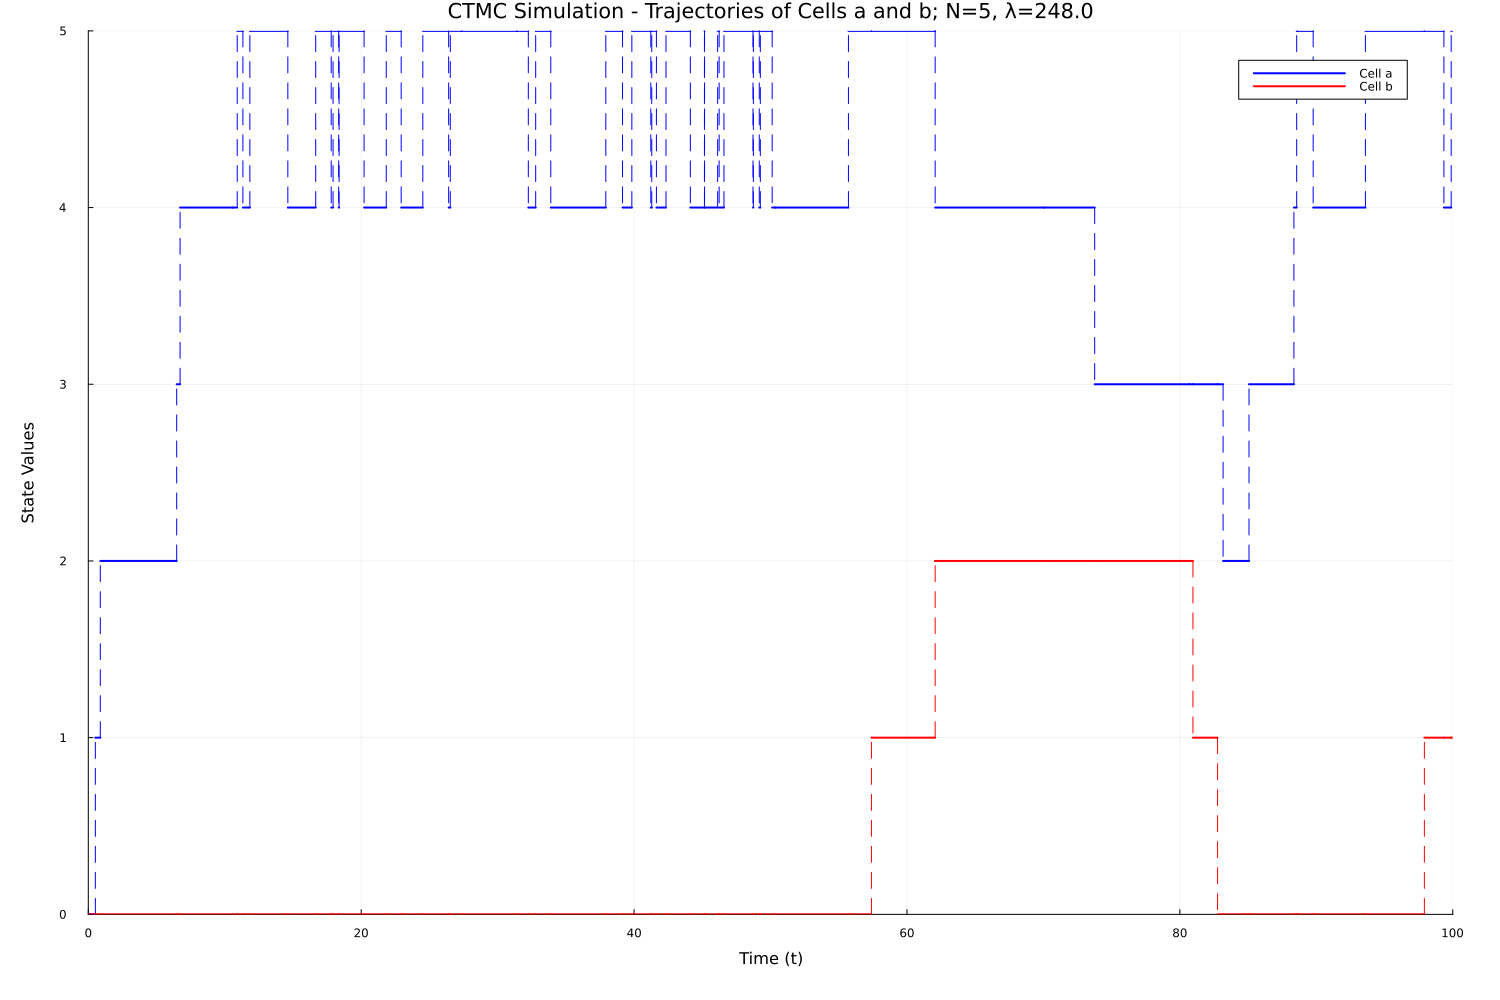 CTMC Simulation - Trajectories of Cells a and b; N=5, λ=248.0
5
Cell a
Cell b
4
3
State Values
2
1
0
0 20 40 60 80 100
Time (t)